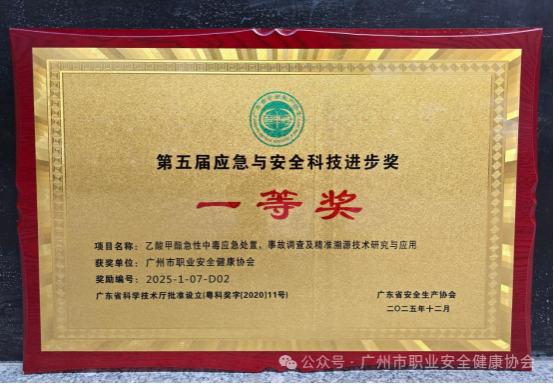 第五届应急与安全科技进步奖
一等奖
项目名称：乙酸甲酯急性中毒应急处置、事故调查及精准溯源技术研究与应用
获奖单位：广州市职业安全健康协会
奖励编号：2025-1-07-D02
广东省科学技术厅批准设立(粤科奖字[2020]11号)
广东省安全生产协会
二〇二五年十二月
公众号·广州市职业安全健康协会